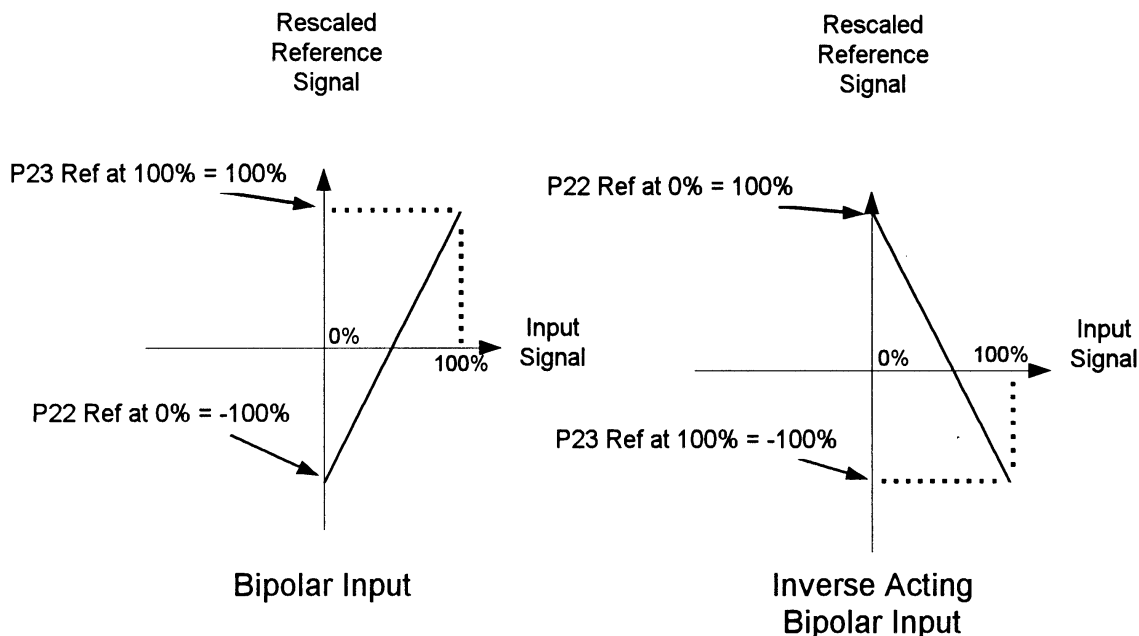 Rescaled
Reference
Signal
P23 Ref at 100% = 100%
0%
100%
Input
Signal
P22 Ref at 0% = -100%
Bipolar Input
Rescaled
Reference
Signal
P22 Ref at 0% = 100%
0%
100%
Input
Signal
P23 Ref at 100% = -100%
Inverse Acting
Bipolar Input